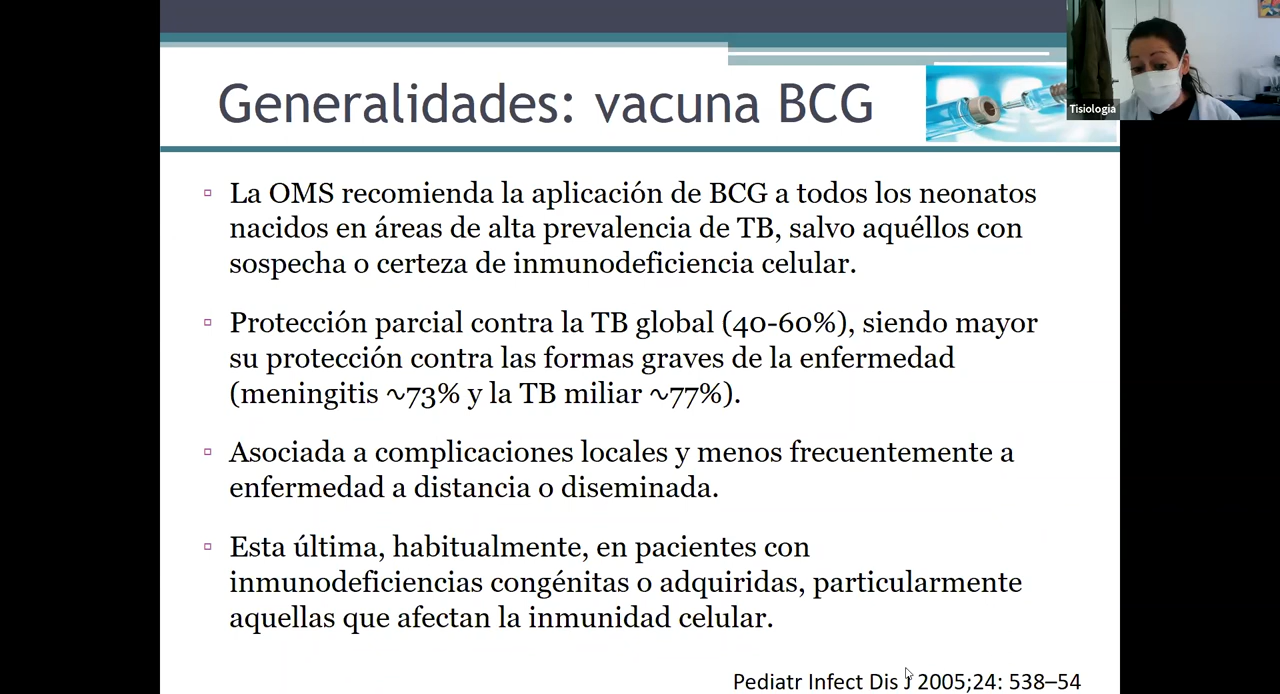 Generalidades: vacuna BCG
Tisiologia
▫ La OMS recomienda la aplicación de BCG a todos los neonatos
nacidos en áreas de alta prevalencia de TB, salvo aquéllos con
sospecha o certeza de inmunodeficiencia celular.
▫ Protección parcial contra la TB global (40-60%), siendo mayor
su protección contra las formas graves de la enfermedad
(meningitis ~73% y la TB miliar ~77%).
▫ Asociada a complicaciones locales y menos frecuentemente a
enfermedad a distancia o diseminada.
▫ Esta última, habitualmente, en pacientes con
inmunodeficiencias congénitas o adquiridas, particularmente
aquellas que afectan la inmunidad celular.
Pediatr Infect Dis J 2005;24: 538–54